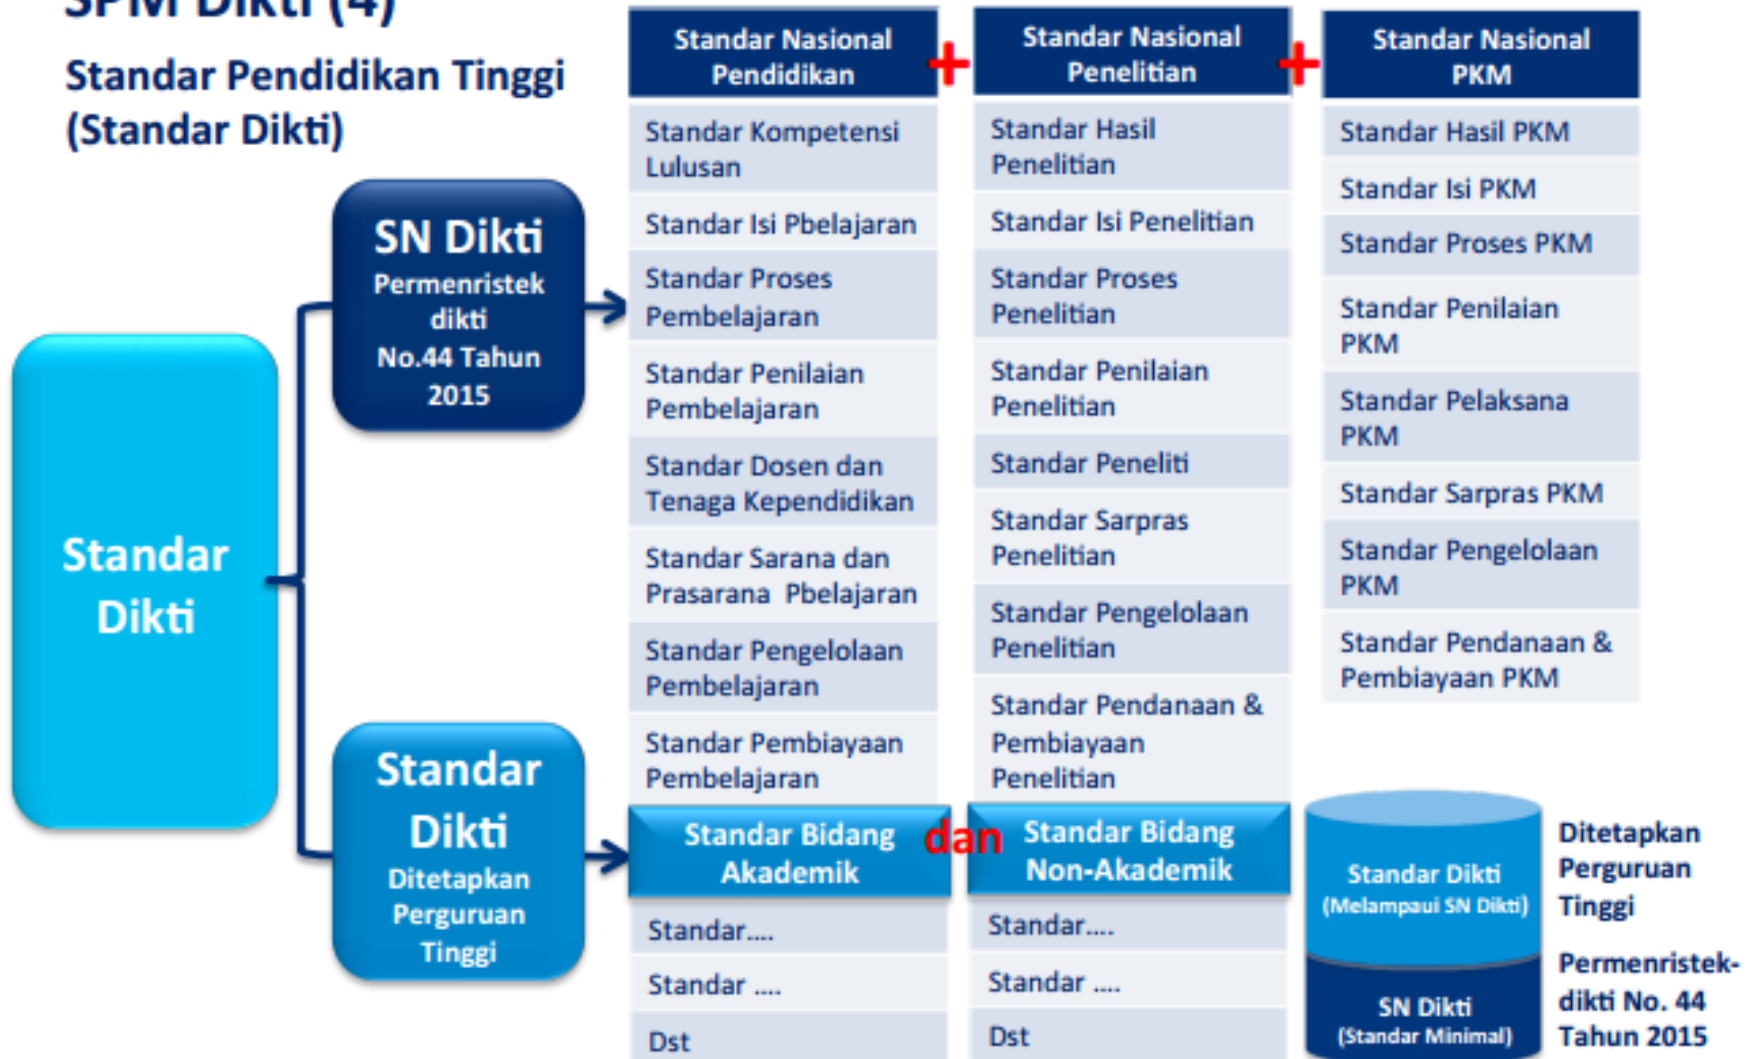 SPM Dikti (4)
Standar Pendidikan Tinggi
(Standar Dikti)
Standar
Dikti
SN Dikti
Permenristek
dikti
No.44 Tahun
2015
Standar
Dikti
Ditetapkan
Perguruan
Tinggi
Standar Nasional
Pendidikan
Standar Kompetensi
Lulusan
Standar Isi Pbelajaran
Standar Proses
Pembelajaran
Standar Penilaian
Pembelajaran
Standar Dosen dan
Tenaga Kependidikan
Standar Sarana dan
Prasarana Pbelajaran
Standar Pengelolaan
Pembelajaran
Standar Pembiayaan
Pembelajaran
+
Standar Nasional
Penelitian
Standar Hasil
Penelitian
Standar Isi Penelitian
Standar Proses
Penelitian
Standar Penilaian
Penelitian
Standar Peneliti
Standar Sarpras
Penelitian
Standar Pengelolaan
Penelitian
Standar Pendanaan &
Pembiayaan
Penelitian
+
Standar Nasional
PKM
Standar Hasil PKM
Standar Isi PKM
Standar Proses PKM
Standar Penilaian
PKM
Standar Pelaksana
PKM
Standar Sarpras PKM
Standar Pengelolaan
PKM
Standar Pendanaan &
Pembiayaan PKM
Standar Bidang
Akademik
Standar....
Standar ....
Dst
dan
Standar Bidang
Non-Akademik
Standar....
Standar ....
Dst
Standar Dikti
(Melampaui SN Dikti)
SN Dikti
(Standar Minimal)
Ditetapkan
Perguruan
Tinggi
Permenristek-
dikti No. 44
Tahun 2015